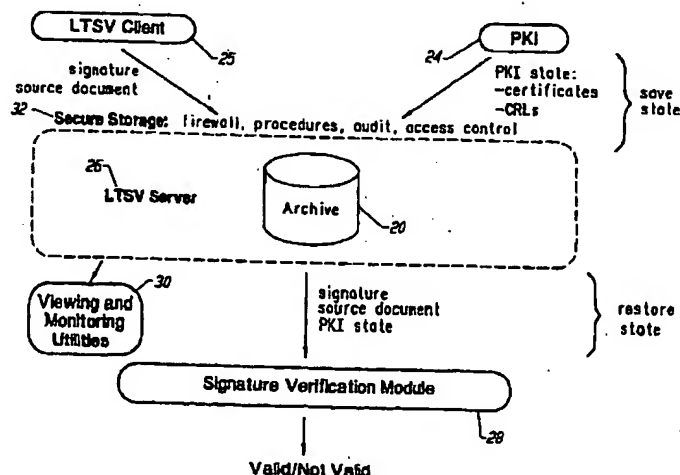 LTSV Client
25
signature
source document
24
PKI
PKI state:
-certificates
-CRLs
save
state
32 Secure Storage: firewall, procedures, audit, access control
26
LTSV Server
Archive
20
30
Viewing and
Monitoring
Utilities
signature
source document
PKI state
restore
state
Signature Verification Module
28
Valid/Not Valid